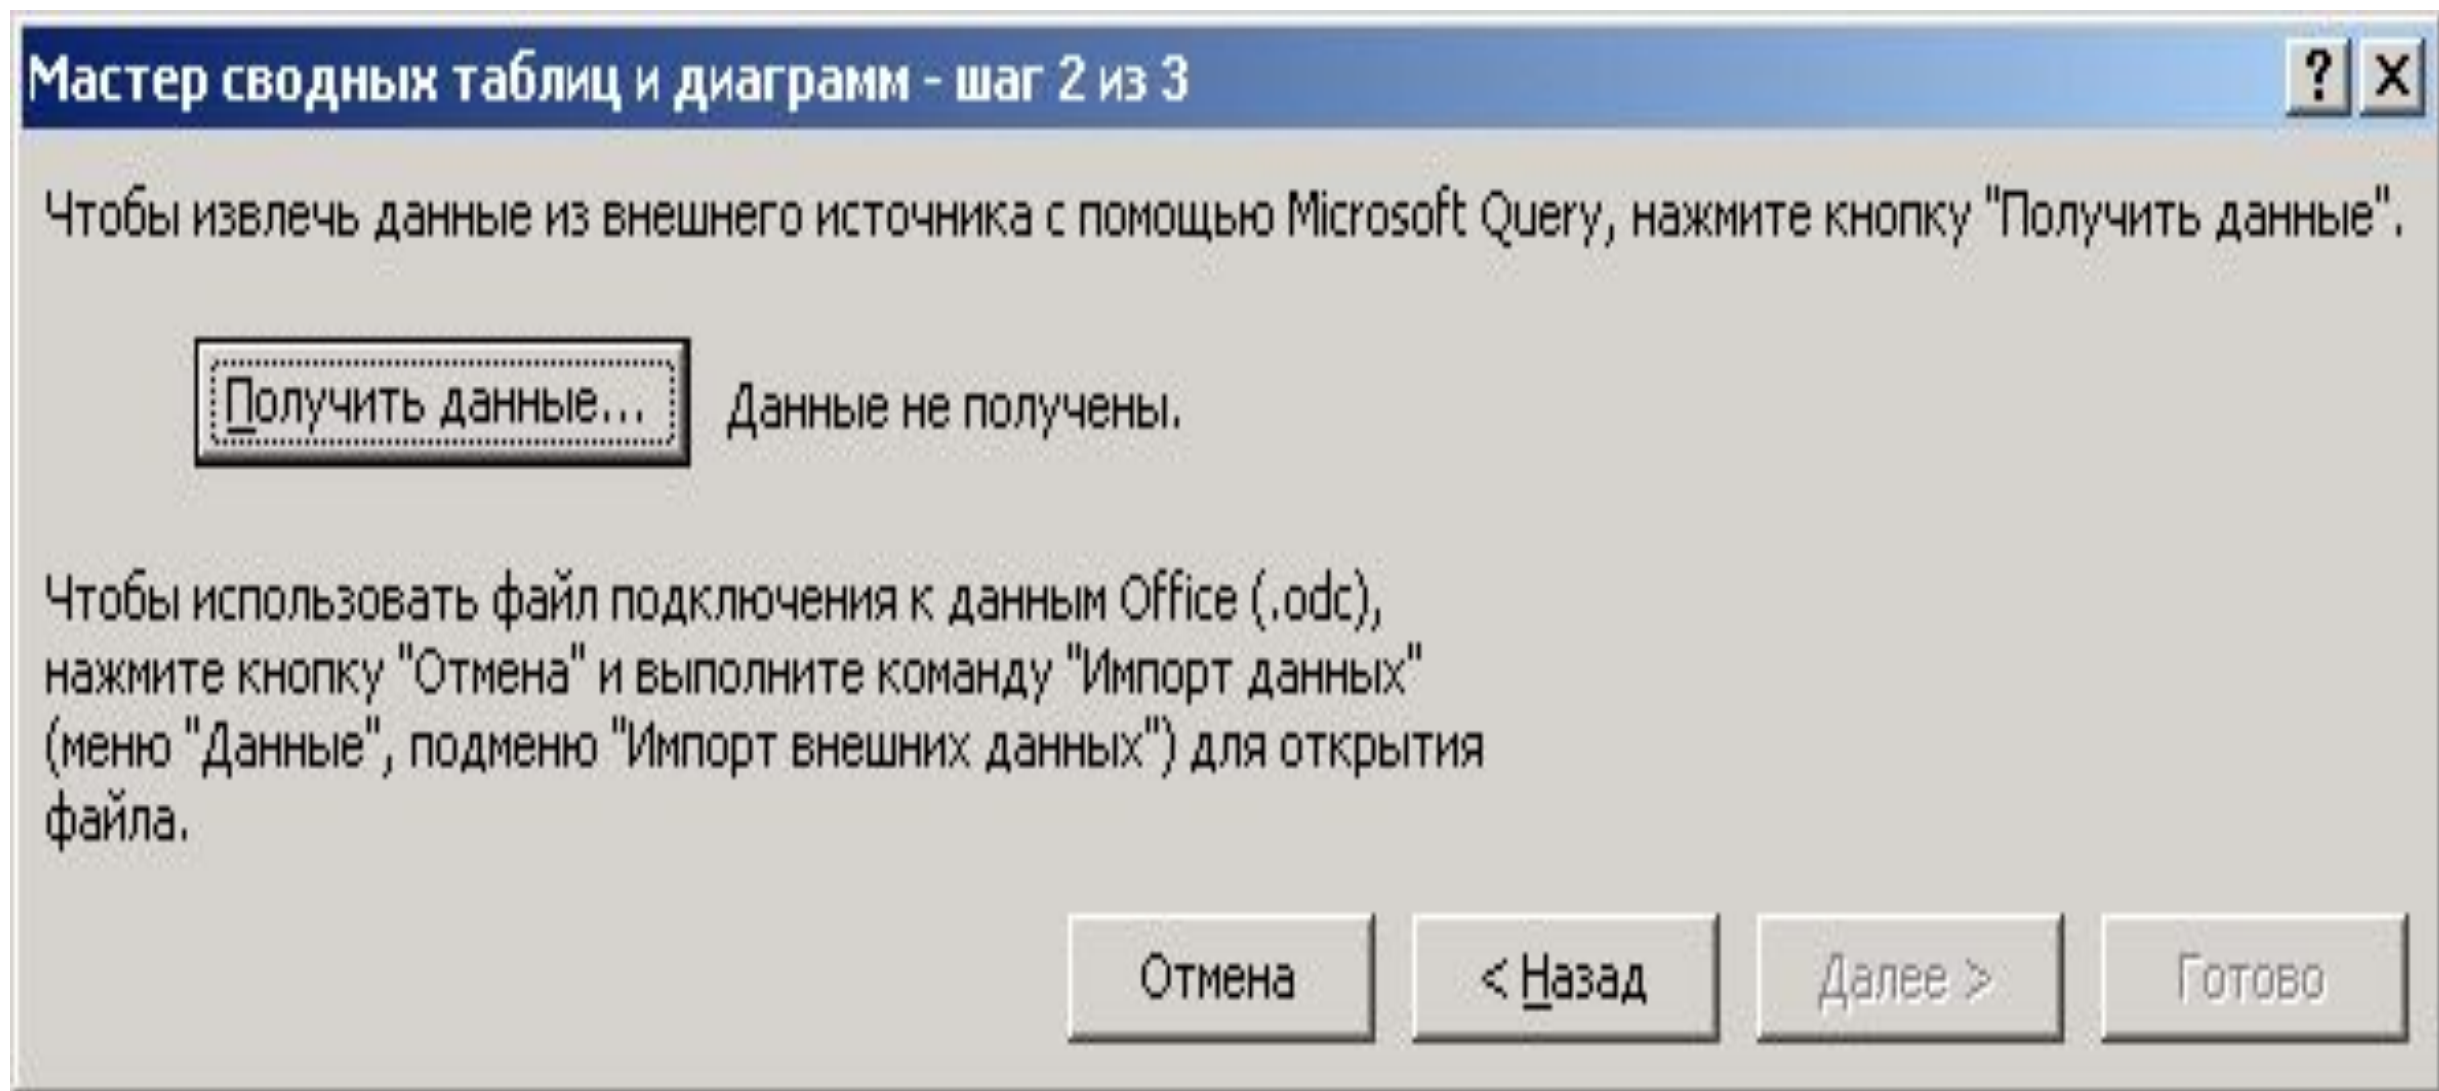 Мастер сводных таблиц и диаграмм - шаг 2 из 3
Чтобы извлечь данные из внешнего источника с помощью Microsoft Query, нажмите кнопку "Получить данные".
Получить данные...
Данные не получены.
Чтобы использовать файл подключения к данным Office (.odc),
нажмите кнопку "Отмена" и выполните команду "Импорт данных"
(меню "Данные", подменю "Импорт внешних данных") для открытия
файла.
Отмена
< Назад
Далее >
Готово